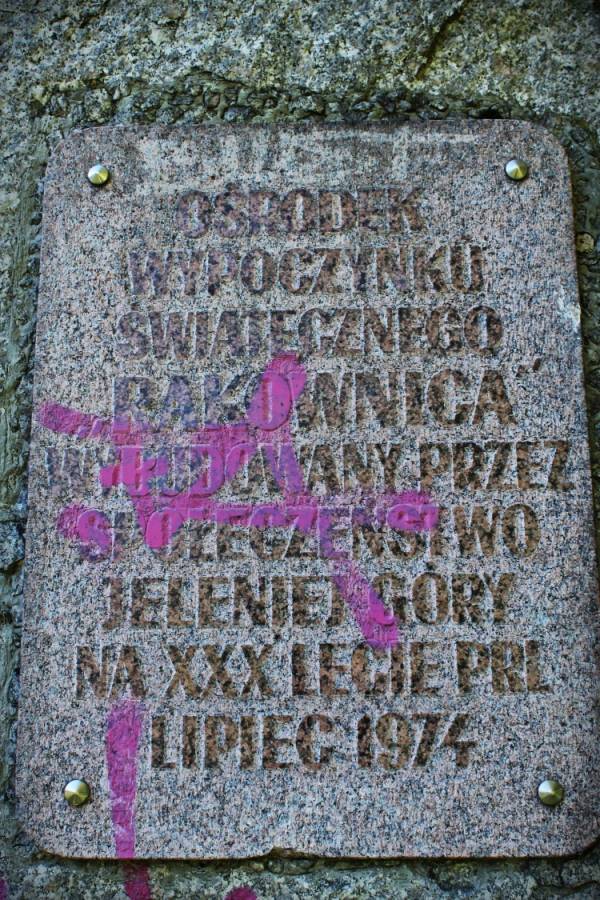 OŚRODEK
WYPOCZYNKU
ŚWIĄTECZNEGO
„RAKOWNICA”
WYBUDOWANY PRZEZ
SPOŁECZEŃSTWO
JELENIEJ GÓRY
NA XXX LECIE PRL
LIPIEC 1974